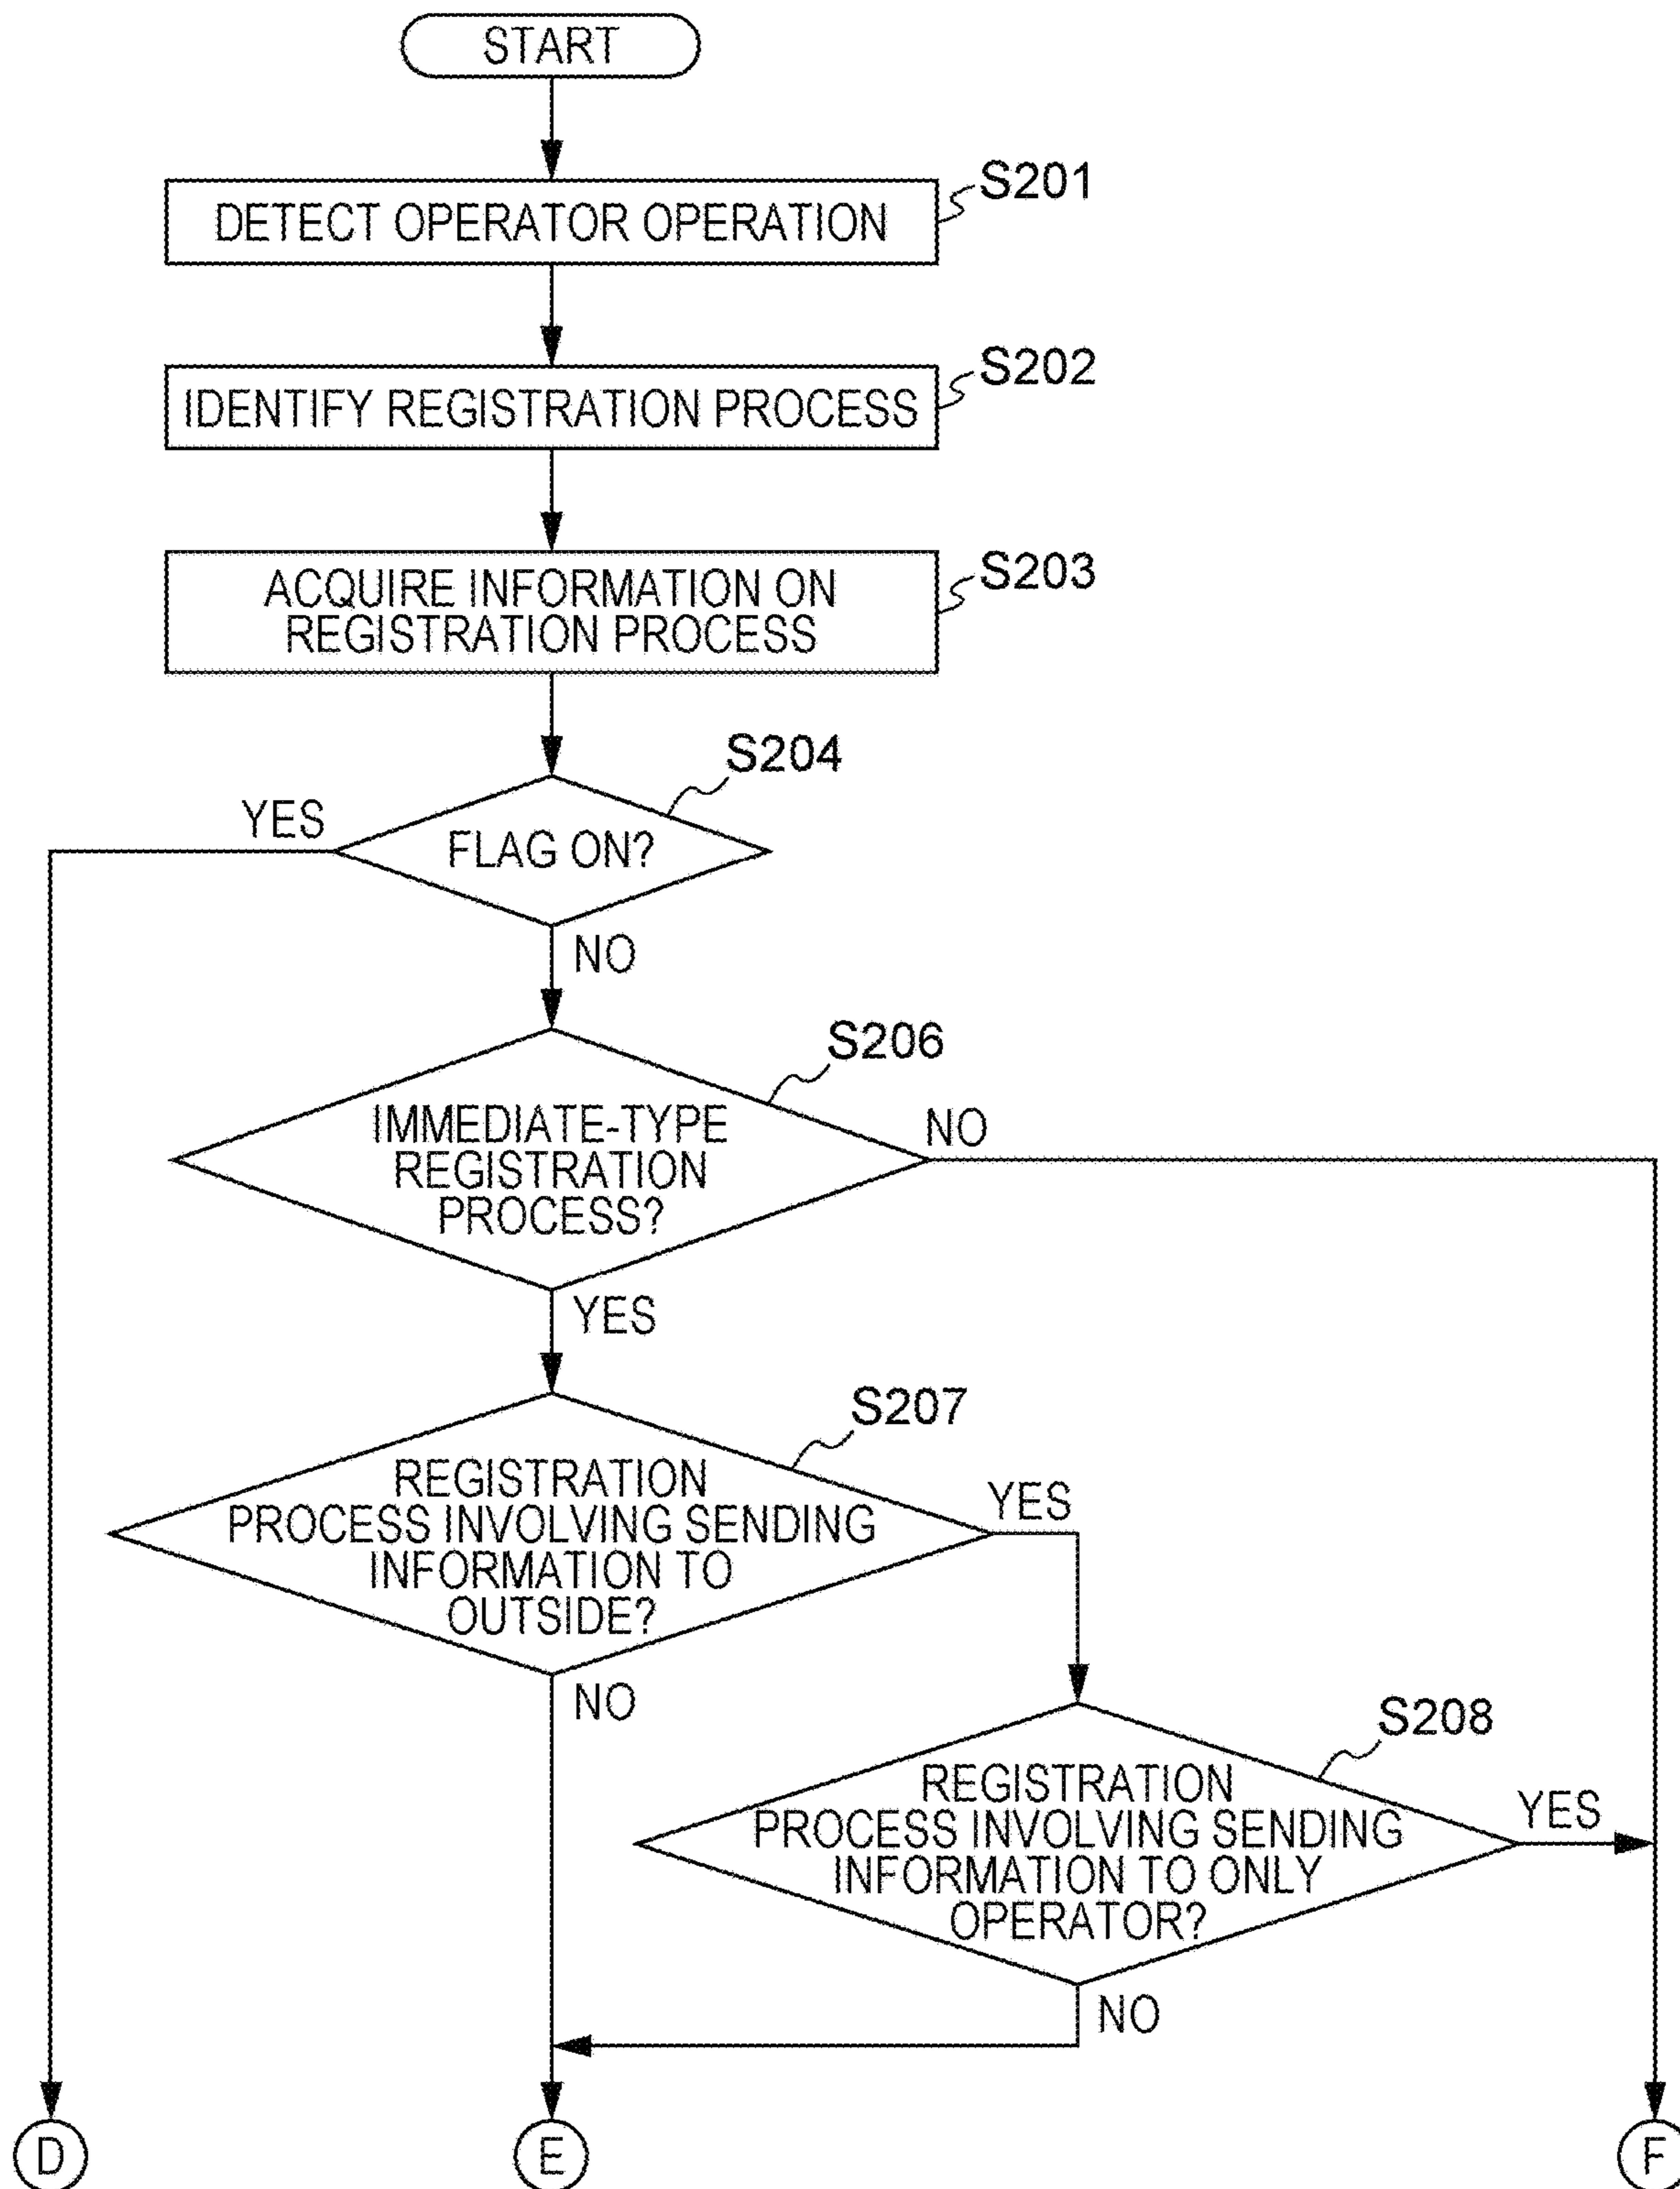 START
S201
DETECT OPERATOR OPERATION
S202
IDENTIFY REGISTRATION PROCESS
S203
ACQUIRE INFORMATION ON
REGISTRATION PROCESS
S204
YES
FLAG ON?
NO
S206
IMMEDIATE-TYPE
REGISTRATION
PROCESS?
NO
YES
S207
REGISTRATION
PROCESS INVOLVING SENDING
INFORMATION TO
OUTSIDE?
YES
NO
S208
REGISTRATION
PROCESS INVOLVING SENDING
INFORMATION TO ONLY
OPERATOR?
YES
NO
D
E
F